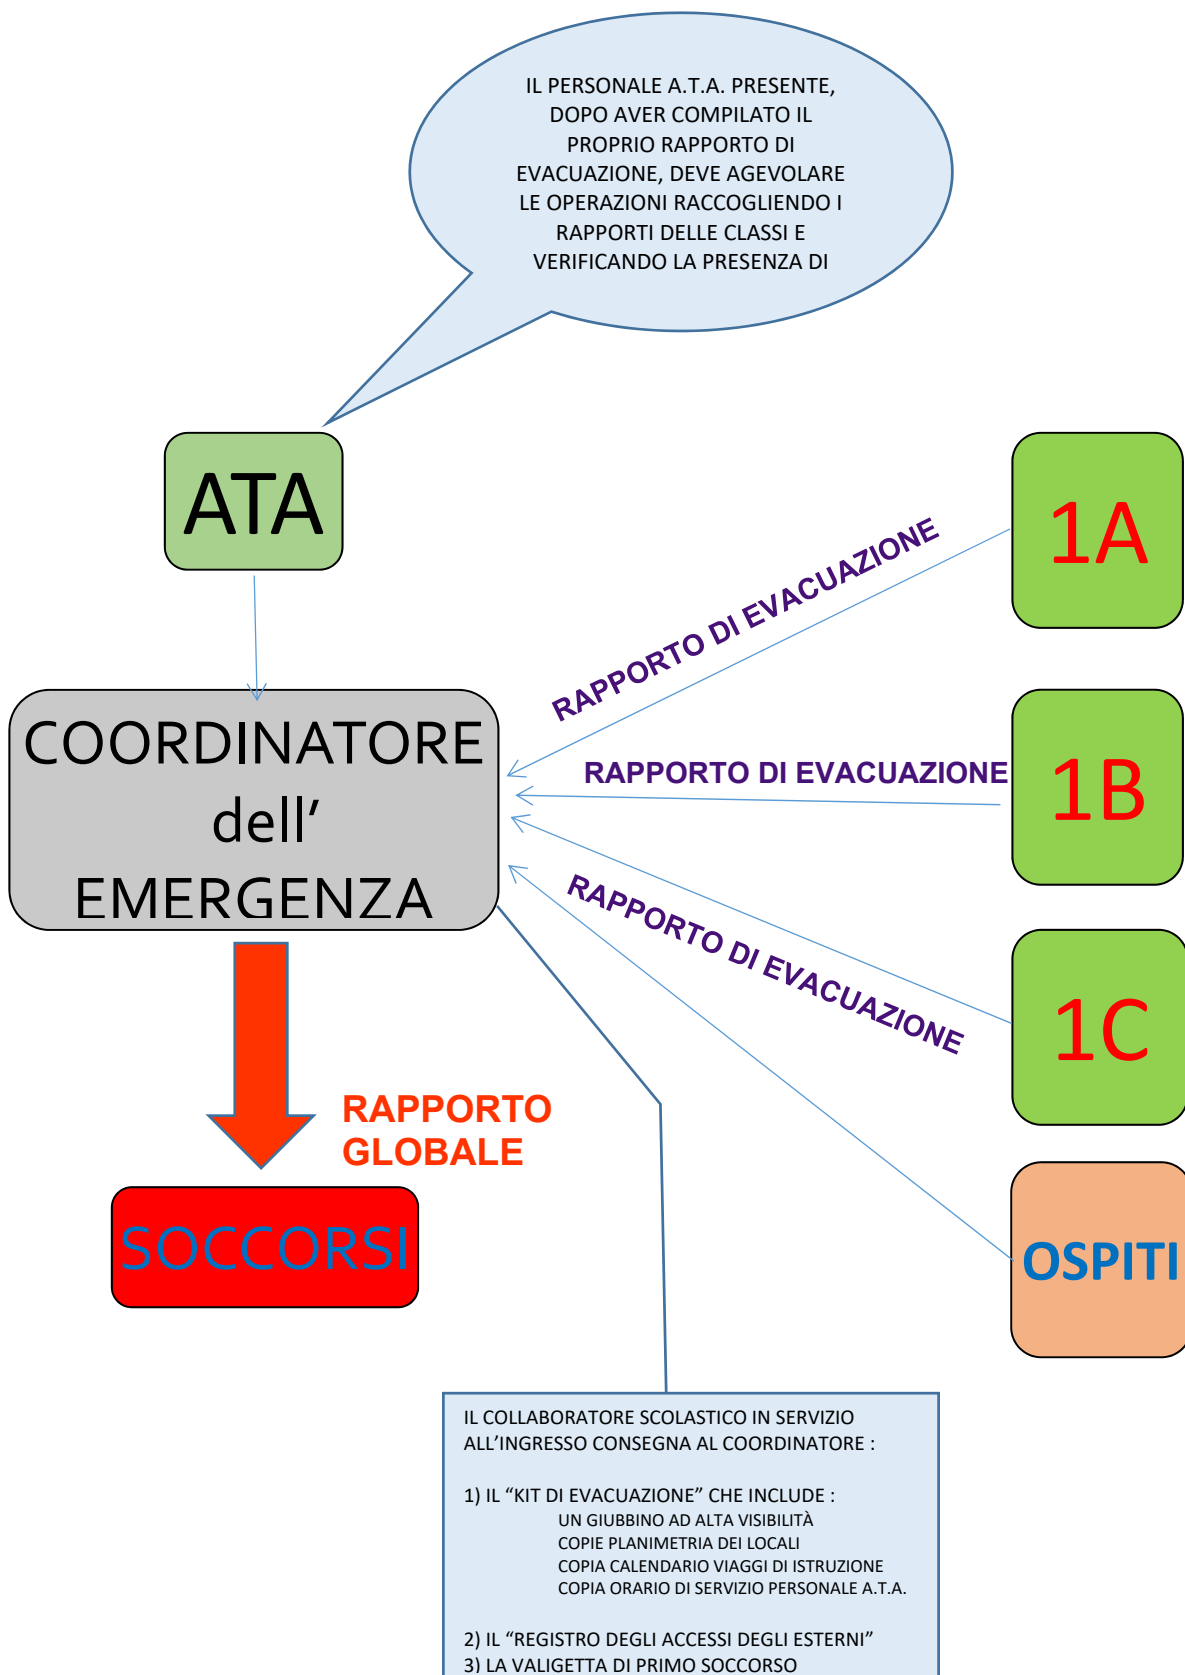 IL PERSONALE A.T.A. PRESENTE,
DOPO AVER COMPILATO IL
PROPRIO RAPPORTO DI
EVACUAZIONE, DEVE AGEVOLARE
LE OPERAZIONI RACCOGLIENDO I
RAPPORTI DELLE CLASSI E
VERIFICANDO LA PRESENZA DI
ATA
1A
RAPPORTO DI EVACUAZIONE
COORDINATORE
dell’
EMERGENZA
RAPPORTO DI EVACUAZIONE
1B
RAPPORTO DI EVACUAZIONE
1C
RAPPORTO
GLOBALE
SOCCORSI
OSPITI
IL COLLABORATORE SCOLASTICO IN SERVIZIO
ALL’INGRESSO CONSEGNA AL COORDINATORE :
1) IL “KIT DI EVACUAZIONE” CHE INCLUDE :
UN GIUBBINO AD ALTA VISIBILITÀ
COPIE PLANIMETRIA DEI LOCALI
COPIA CALENDARIO VIAGGI DI ISTRUZIONE
COPIA ORARIO DI SERVIZIO PERSONALE A.T.A.
2) IL “REGISTRO DEGLI ACCESSI DEGLI ESTERNI”
3) LA VALIGETTA DI PRIMO SOCCORSO